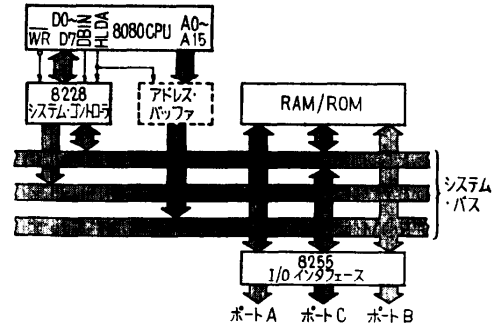 D0~ 8080CPU A0~
WR D7 DBIN HLDA A15
8228
システム・コントローラ
アドレス・
バッファ
RAM/ROM
システム
・バス
8255
I/Oインタフェース
ポートA ポートC ポートB